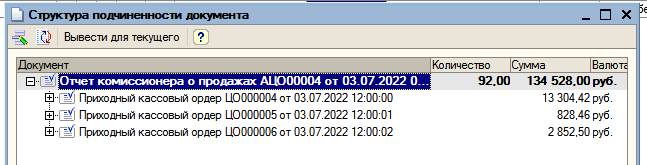 Структура подчиненности документа
Вывести для текущего
Документ Количество Сумма Валюта
Отчет комиссионера о продажах АЦО00004 от 03.07.2022 0... 92,00 134 528,00 руб.
Приходный кассовый ордер ЦО000004 от 03.07.2022 12:00:00 13 304,42 руб.
Приходный кассовый ордер ЦО000005 от 03.07.2022 12:00:01 828,46 руб.
Приходный кассовый ордер ЦО000006 от 03.07.2022 12:00:02 2 852,50 руб.